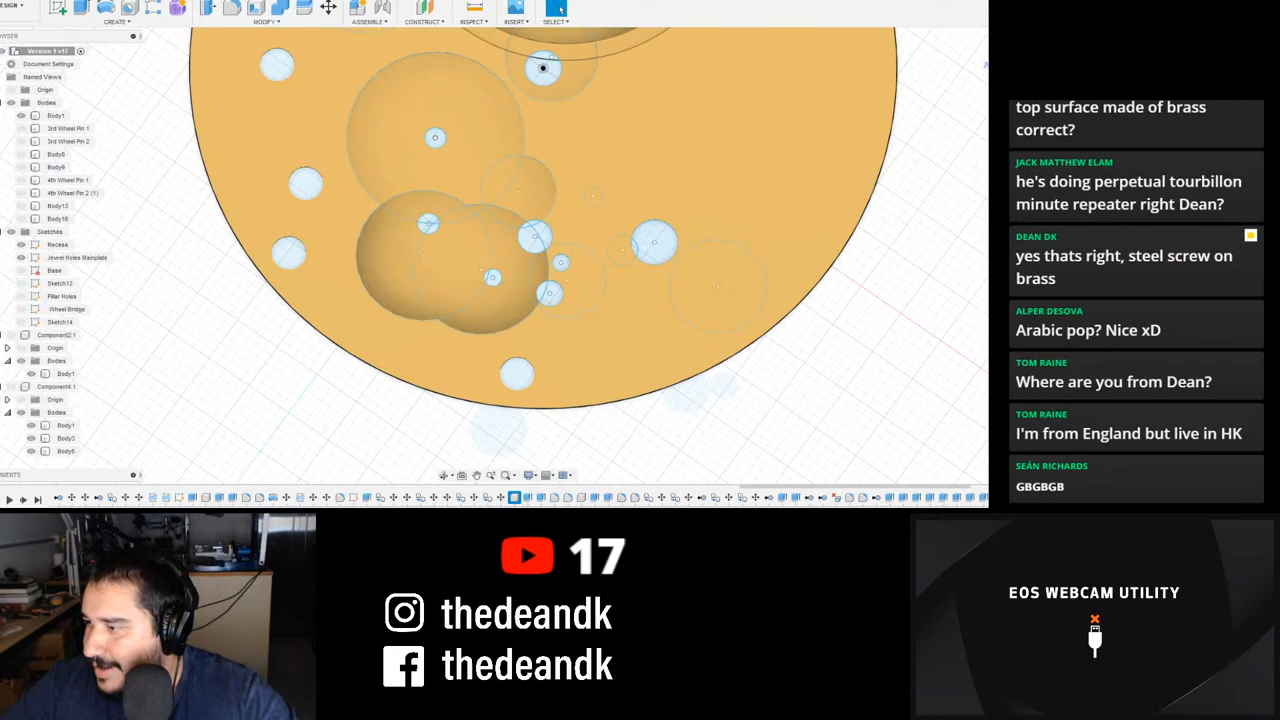 DESIGN
CREATE
MODIFY
ASSEMBLE
CONSTRUCT
INSPECT
INSERT
SELECT
Version 1 v17
Document Settings
Named Views
Origin
Bodies
Body1
3rd Wheel Pin 1
3rd Wheel Pin 2
Body8
Body9
4th Wheel Pin 1
4th Wheel Pin 2 (1)
Body13
Body16
Sketches
Recess
Jewel Holes Mainplate
Base
Sketch12
Pillar Holes
Wheel Bridge
Sketch14
Component2:1
Origin
Bodies
Body1
Component4:1
Origin
Bodies
Body1
Body3
Body5
top surface made of brass
correct?
JACK MATTHEW ELAM
he's doing perpetual tourbillon
minute repeater right Dean?
DEAN DK
yes thats right, steel screw on
brass
ALPER DESOVA
Arabic pop? Nice xD
TOM RAINE
Where are you from Dean?
TOM RAINE
I'm from England but live in HK
SEÁN RICHARDS
GBGBGB
17
thedeandk
thedeandk
EOS WEBCAM UTILITY